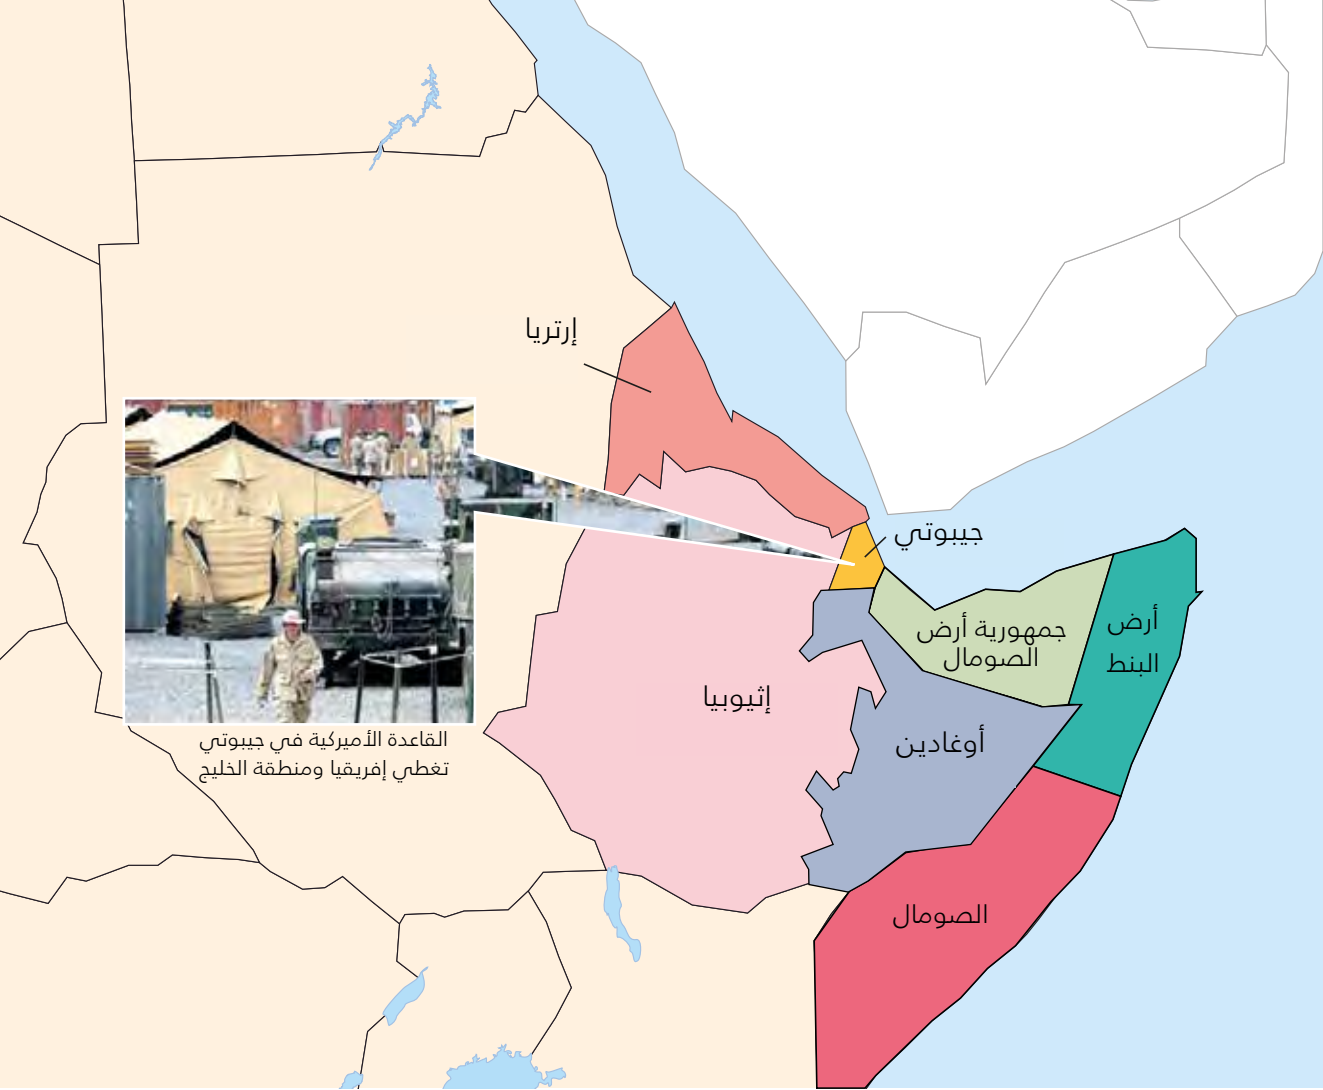 إرتريا
جيبوتي
جمهورية أرض
الصومال
أرض
البنط
إثيوبيا
أوغادين
القاعدة الأميركية في جيبوتي
تغطي إفريقيا ومنطقة الخليج
الصومال